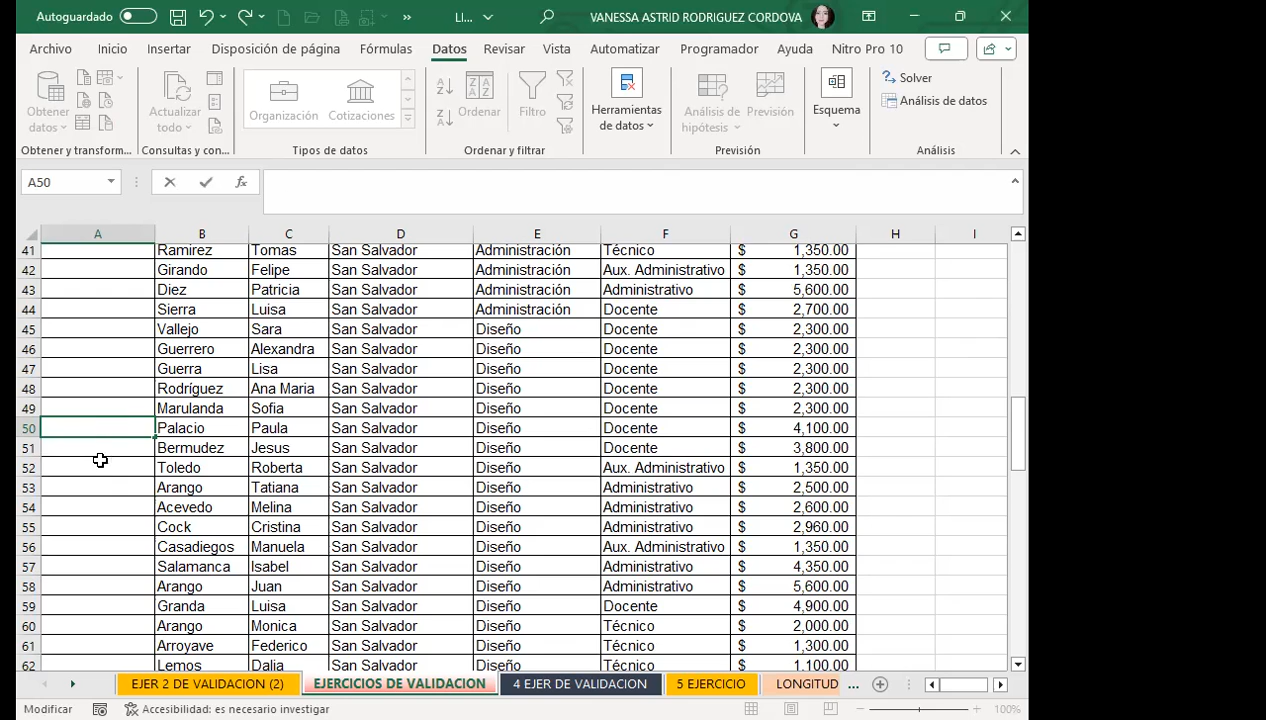 Autoguardado LI... VANESSA ASTRID RODRIGUEZ CORDOVA
Archivo Inicio Insertar Disposición de página Fórmulas Datos Revisar Vista Automatizar Programador Ayuda Nitro Pro 10
Obtener datos Actualizar todo Organización Cotizaciones Ordenar Filtro Herramientas de datos Análisis de hipótesis Previsión Esquema Solver
Análisis de datos
Obtener y transform... Consultas y con... Tipos de datos Ordenar y filtrar Previsión Análisis
A50 fx
A B C D E F G H I
41 Ramirez Tomas San Salvador Administración Técnico $ 1,350.00
42 Girando Felipe San Salvador Administración Aux. Administrativo $ 1,350.00
43 Diez Patricia San Salvador Administración Administrativo $ 5,600.00
44 Sierra Luisa San Salvador Administración Docente $ 2,700.00
45 Vallejo Sara San Salvador Diseño Docente $ 2,300.00
46 Guerrero Alexandra San Salvador Diseño Docente $ 2,300.00
47 Guerra Lisa San Salvador Diseño Docente $ 2,300.00
48 Rodríguez Ana Maria San Salvador Diseño Docente $ 2,300.00
49 Marulanda Sofia San Salvador Diseño Docente $ 2,300.00
50 Palacio Paula San Salvador Diseño Docente $ 4,100.00
51 Bermudez Jesus San Salvador Diseño Docente $ 3,800.00
52 Toledo Roberta San Salvador Diseño Aux. Administrativo $ 1,350.00
53 Arango Tatiana San Salvador Diseño Administrativo $ 2,500.00
54 Acevedo Melina San Salvador Diseño Administrativo $ 2,600.00
55 Cock Cristina San Salvador Diseño Administrativo $ 2,960.00
56 Casadiegos Manuela San Salvador Diseño Aux. Administrativo $ 1,350.00
57 Salamanca Isabel San Salvador Diseño Administrativo $ 4,350.00
58 Arango Juan San Salvador Diseño Administrativo $ 5,600.00
59 Granda Luisa San Salvador Diseño Docente $ 4,900.00
60 Arango Monica San Salvador Diseño Técnico $ 2,000.00
61 Arroyave Federico San Salvador Diseño Técnico $ 1,300.00
62 Lemos Dalia San Salvador Diseño Técnico $ 1,100.00
EJER 2 DE VALIDACION (2) EJERCICIOS DE VALIDACION 4 EJER DE VALIDACION 5 EJERCICIO LONGITUD ...
Modificar Accesibilidad: es necesario investigar 100%